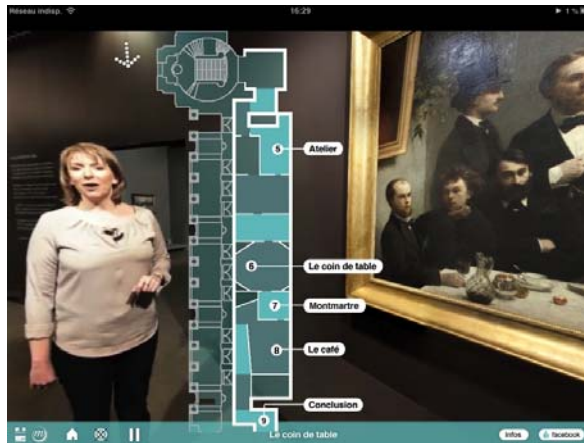 Réseau indisp.
16:29
1 %
5 Atelier
6 Le coin de table
7 Montmartre
8 Le café
Conclusion
9
m
Le coin de table
infos
facebook